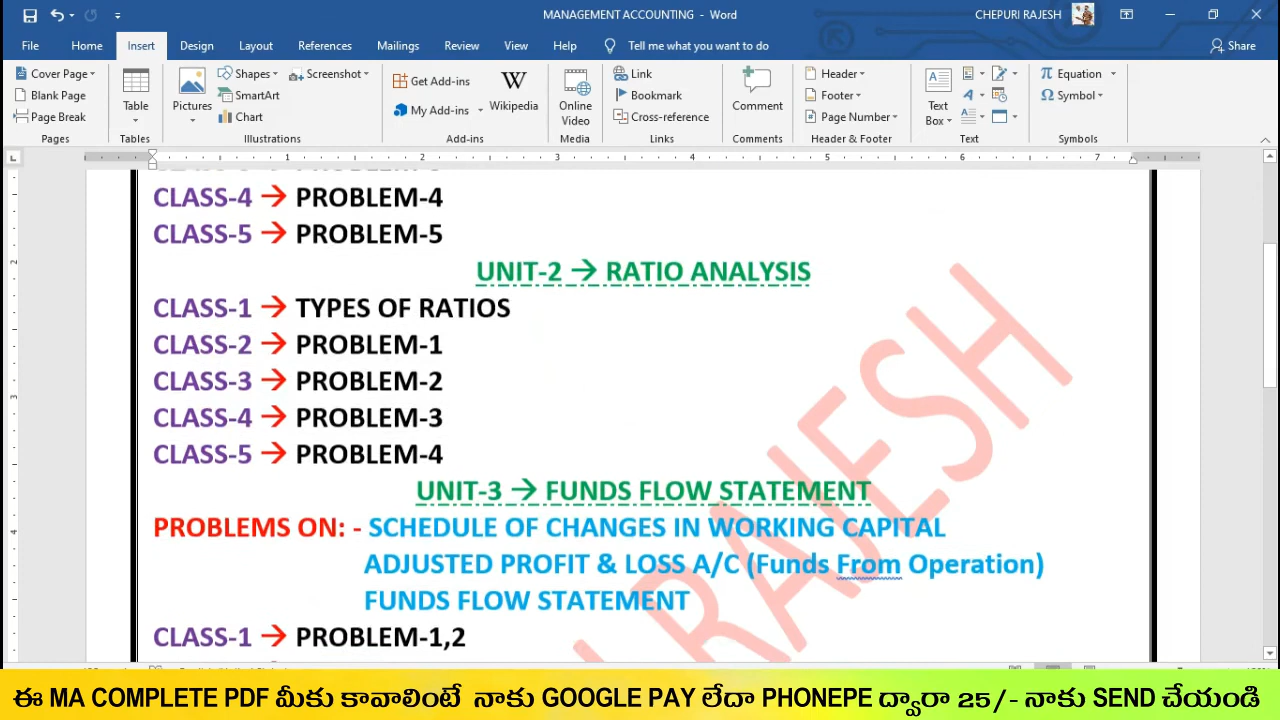 MANAGEMENT ACCOUNTING - Word
CHEPURI RAJESH
File Home Insert Design Layout References Mailings Review View Help Tell me what you want to do Share
Cover Page
Blank Page
Page Break
Pages
Table
Tables
Pictures
Shapes
SmartArt
Chart
Screenshot
Illustrations
Get Add-ins
My Add-ins
Wikipedia
Add-ins
Online Video
Media
Link
Bookmark
Cross-reference
Links
Comment
Comments
Header
Footer
Page Number
Header & Footer
Text Box
Text
Equation
Symbol
Symbols
1 2 3 4 5 6 7
CLASS-4 → PROBLEM-4
CLASS-5 → PROBLEM-5
UNIT-2 → RATIO ANALYSIS
CLASS-1 → TYPES OF RATIOS
CLASS-2 → PROBLEM-1
CLASS-3 → PROBLEM-2
CLASS-4 → PROBLEM-3
CLASS-5 → PROBLEM-4
UNIT-3 → FUNDS FLOW STATEMENT
PROBLEMS ON: - SCHEDULE OF CHANGES IN WORKING CAPITAL
ADJUSTED PROFIT & LOSS A/C (Funds From Operation)
FUNDS FLOW STATEMENT
CLASS-1 → PROBLEM-1,2
RAJESH
ఈ MA COMPLETE PDF మీకు కావాలింటే నాకు GOOGLE PAY లేదా PHONEPE ద్వారా 25/- నాకు SEND చేయండి